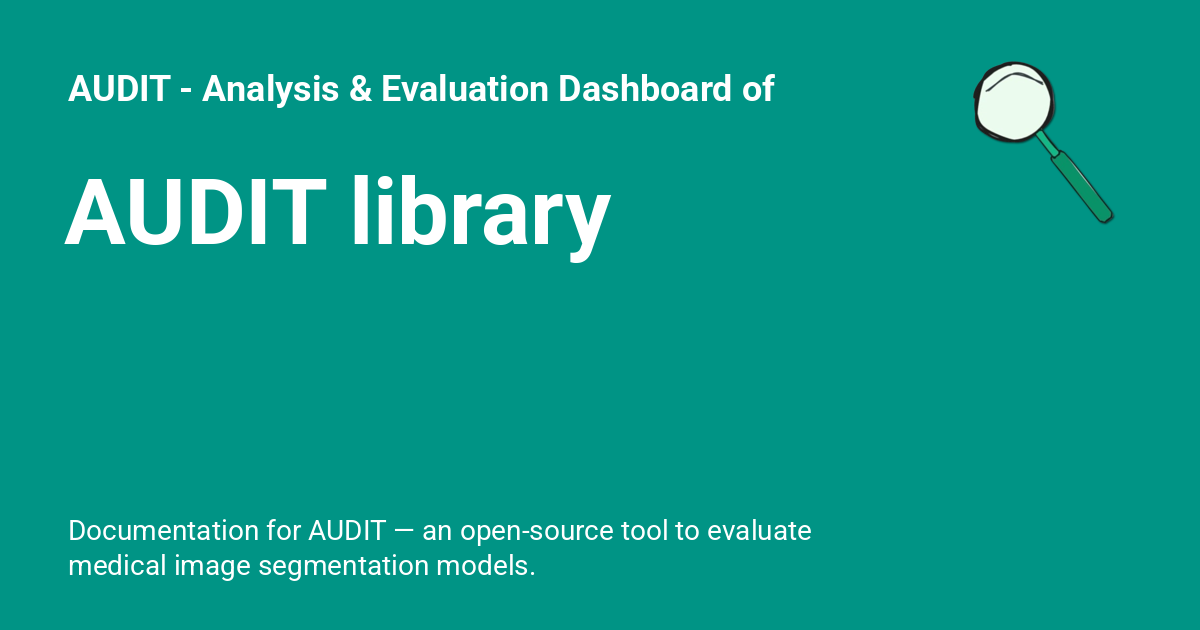 AUDIT - Analysis & Evaluation Dashboard of
AUDIT library
Documentation for AUDIT — an open-source tool to evaluate
medical image segmentation models.